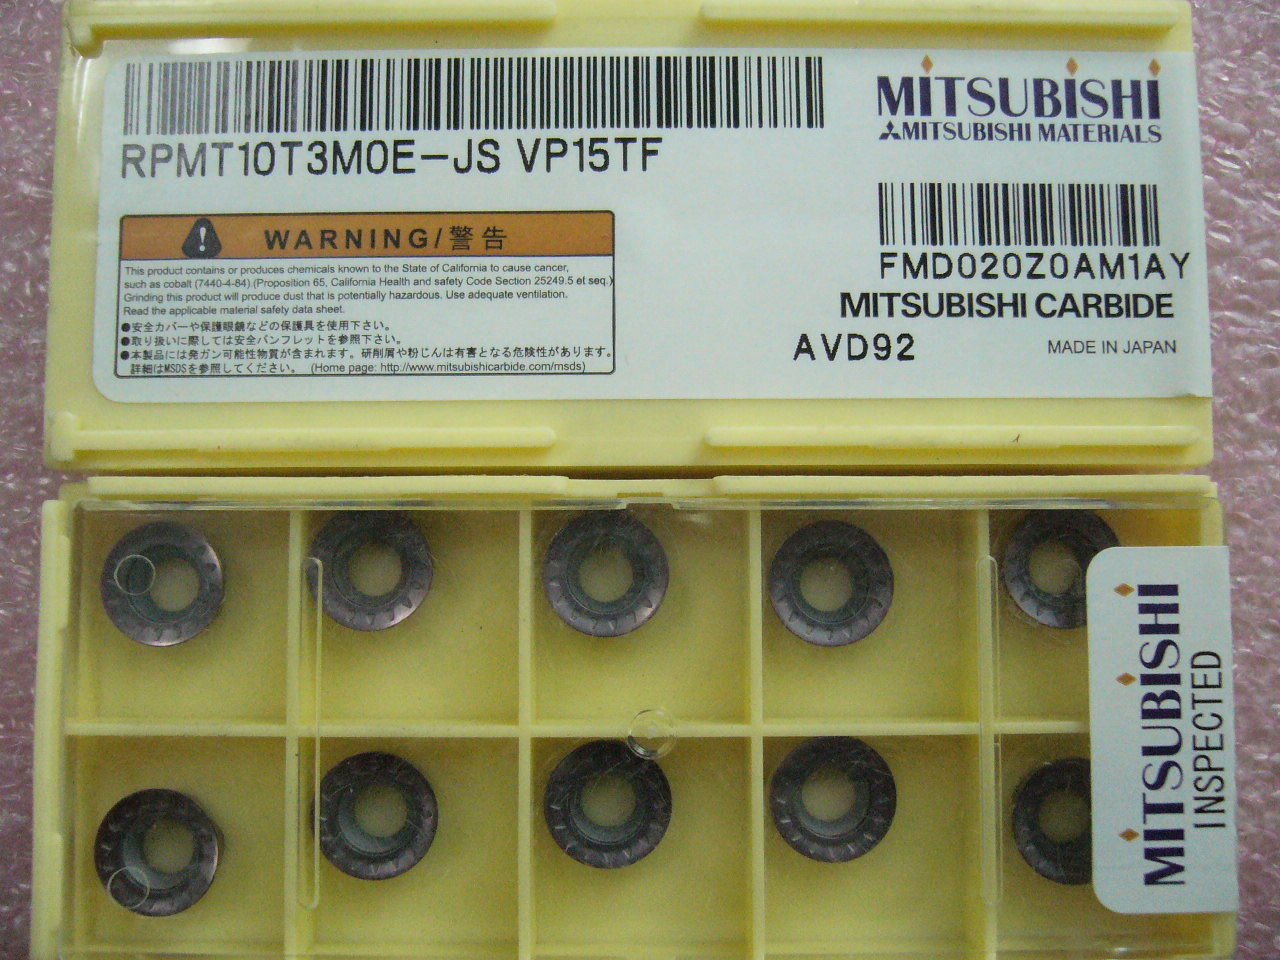 RPMT10T3M0E-JS VP15TF
MITSUBISHI
MITSUBISHI MATERIALS
WARNING/警告
This product contains or produces chemicals known to the State of California to cause cancer,
such as cobalt (7440-4-84).(Proposition 65, California Health and safety Code Section 25249.5 et seq.)
Grinding this product will produce dust that is potentially hazardous. Use adequate ventilation.
Read the applicable material safety data sheet.
●安全カバーや保護眼鏡などの保護具を使用下さい。
●取り扱いに際しては安全パンフレットを参照下さい。
●本製品には発ガン可能性物質が含まれます。研削屑や粉じんは有害となる危険性があります。
詳細はMSDSを参照してください。 (Home page: http://www.mitsubishicarbide.com/msds)
FMD020Z0AM1AY
MITSUBISHI CARBIDE
AVD92
MADE IN JAPAN
MITSUBISHI
INSPECTED